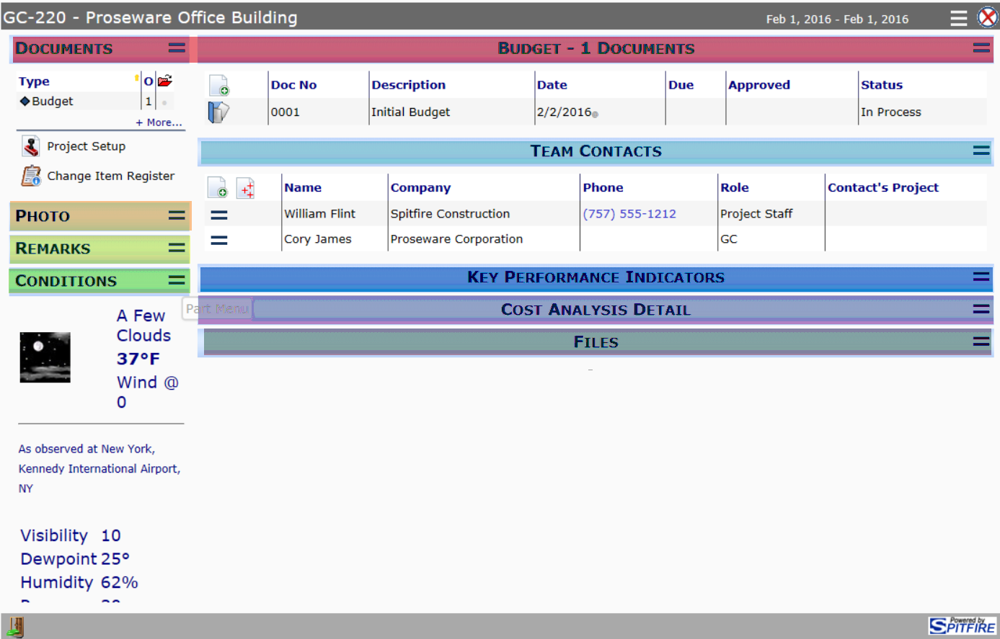 GC-220 - Proseware Office Building
Feb 1, 2016 - Feb 1, 2016
DOCUMENTS
Type O
Budget 1
+ More...
Project Setup
Change Item Register
PHOTO
REMARKS
CONDITIONS
A Few
Clouds
37°F
Wind @
0
As observed at New York,
Kennedy International Airport,
NY
Visibility 10
Dewpoint 25°
Humidity 62%
BUDGET - 1 DOCUMENTS
Doc No Description Date Due Approved Status
0001 Initial Budget 2/2/2016 In Process
TEAM CONTACTS
Name Company Phone Role Contact's Project
William Flint Spitfire Construction (757) 555-1212 Project Staff
Cory James Proseware Corporation GC
KEY PERFORMANCE INDICATORS
Part Menu
COST ANALYSIS DETAIL
FILES
Powered by
SPITFIRE